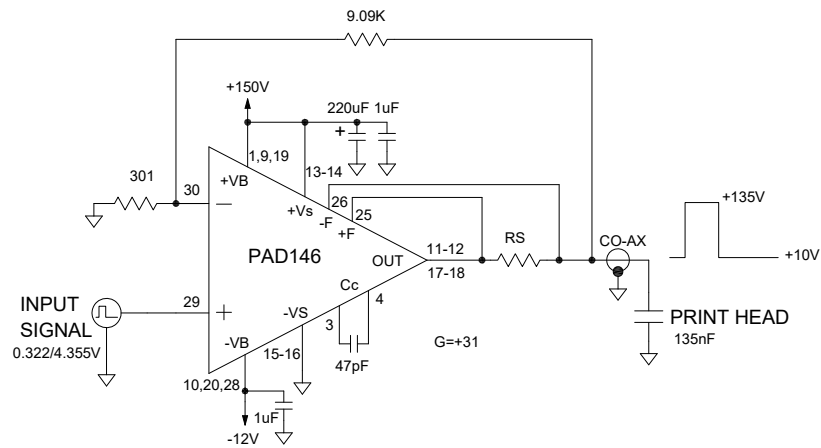 9.09K
+150V
220uF 1uF
+
301
1,9,19
13-14
30
+VB
+Vs
26
-F
25
+F
+135V
+10V
RS
CO-AX
11-12
OUT
17-18
PAD146
Cc
4
3
29
INPUT
SIGNAL
0.322/4.355V
-VS
-VB
15-16
47pF
G=+31
PRINT HEAD
135nF
10,20,28
1uF
-12V